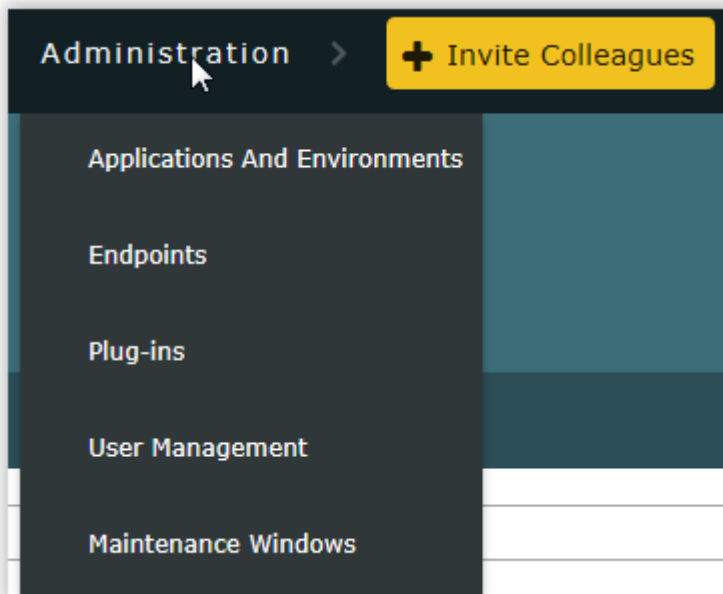 Administration > + Invite Colleagues
Applications And Environments
Endpoints
Plug-ins
User Management
Maintenance Windows